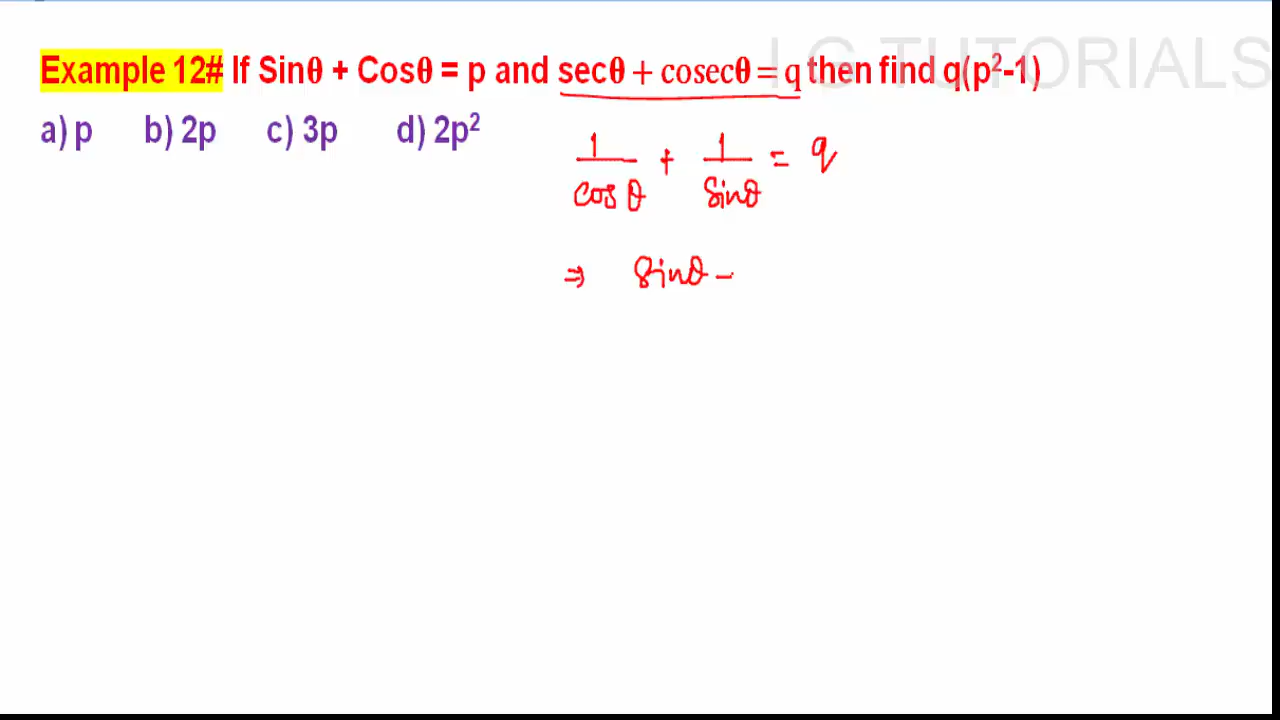 I G TUTORIALS
Example 12# If Sinθ + Cosθ = p and secθ + cosecθ = q then find q(p²-1)
a) p b) 2p c) 3p d) 2p²
1/cos θ + 1/sinθ = q
⇒ sinθ -